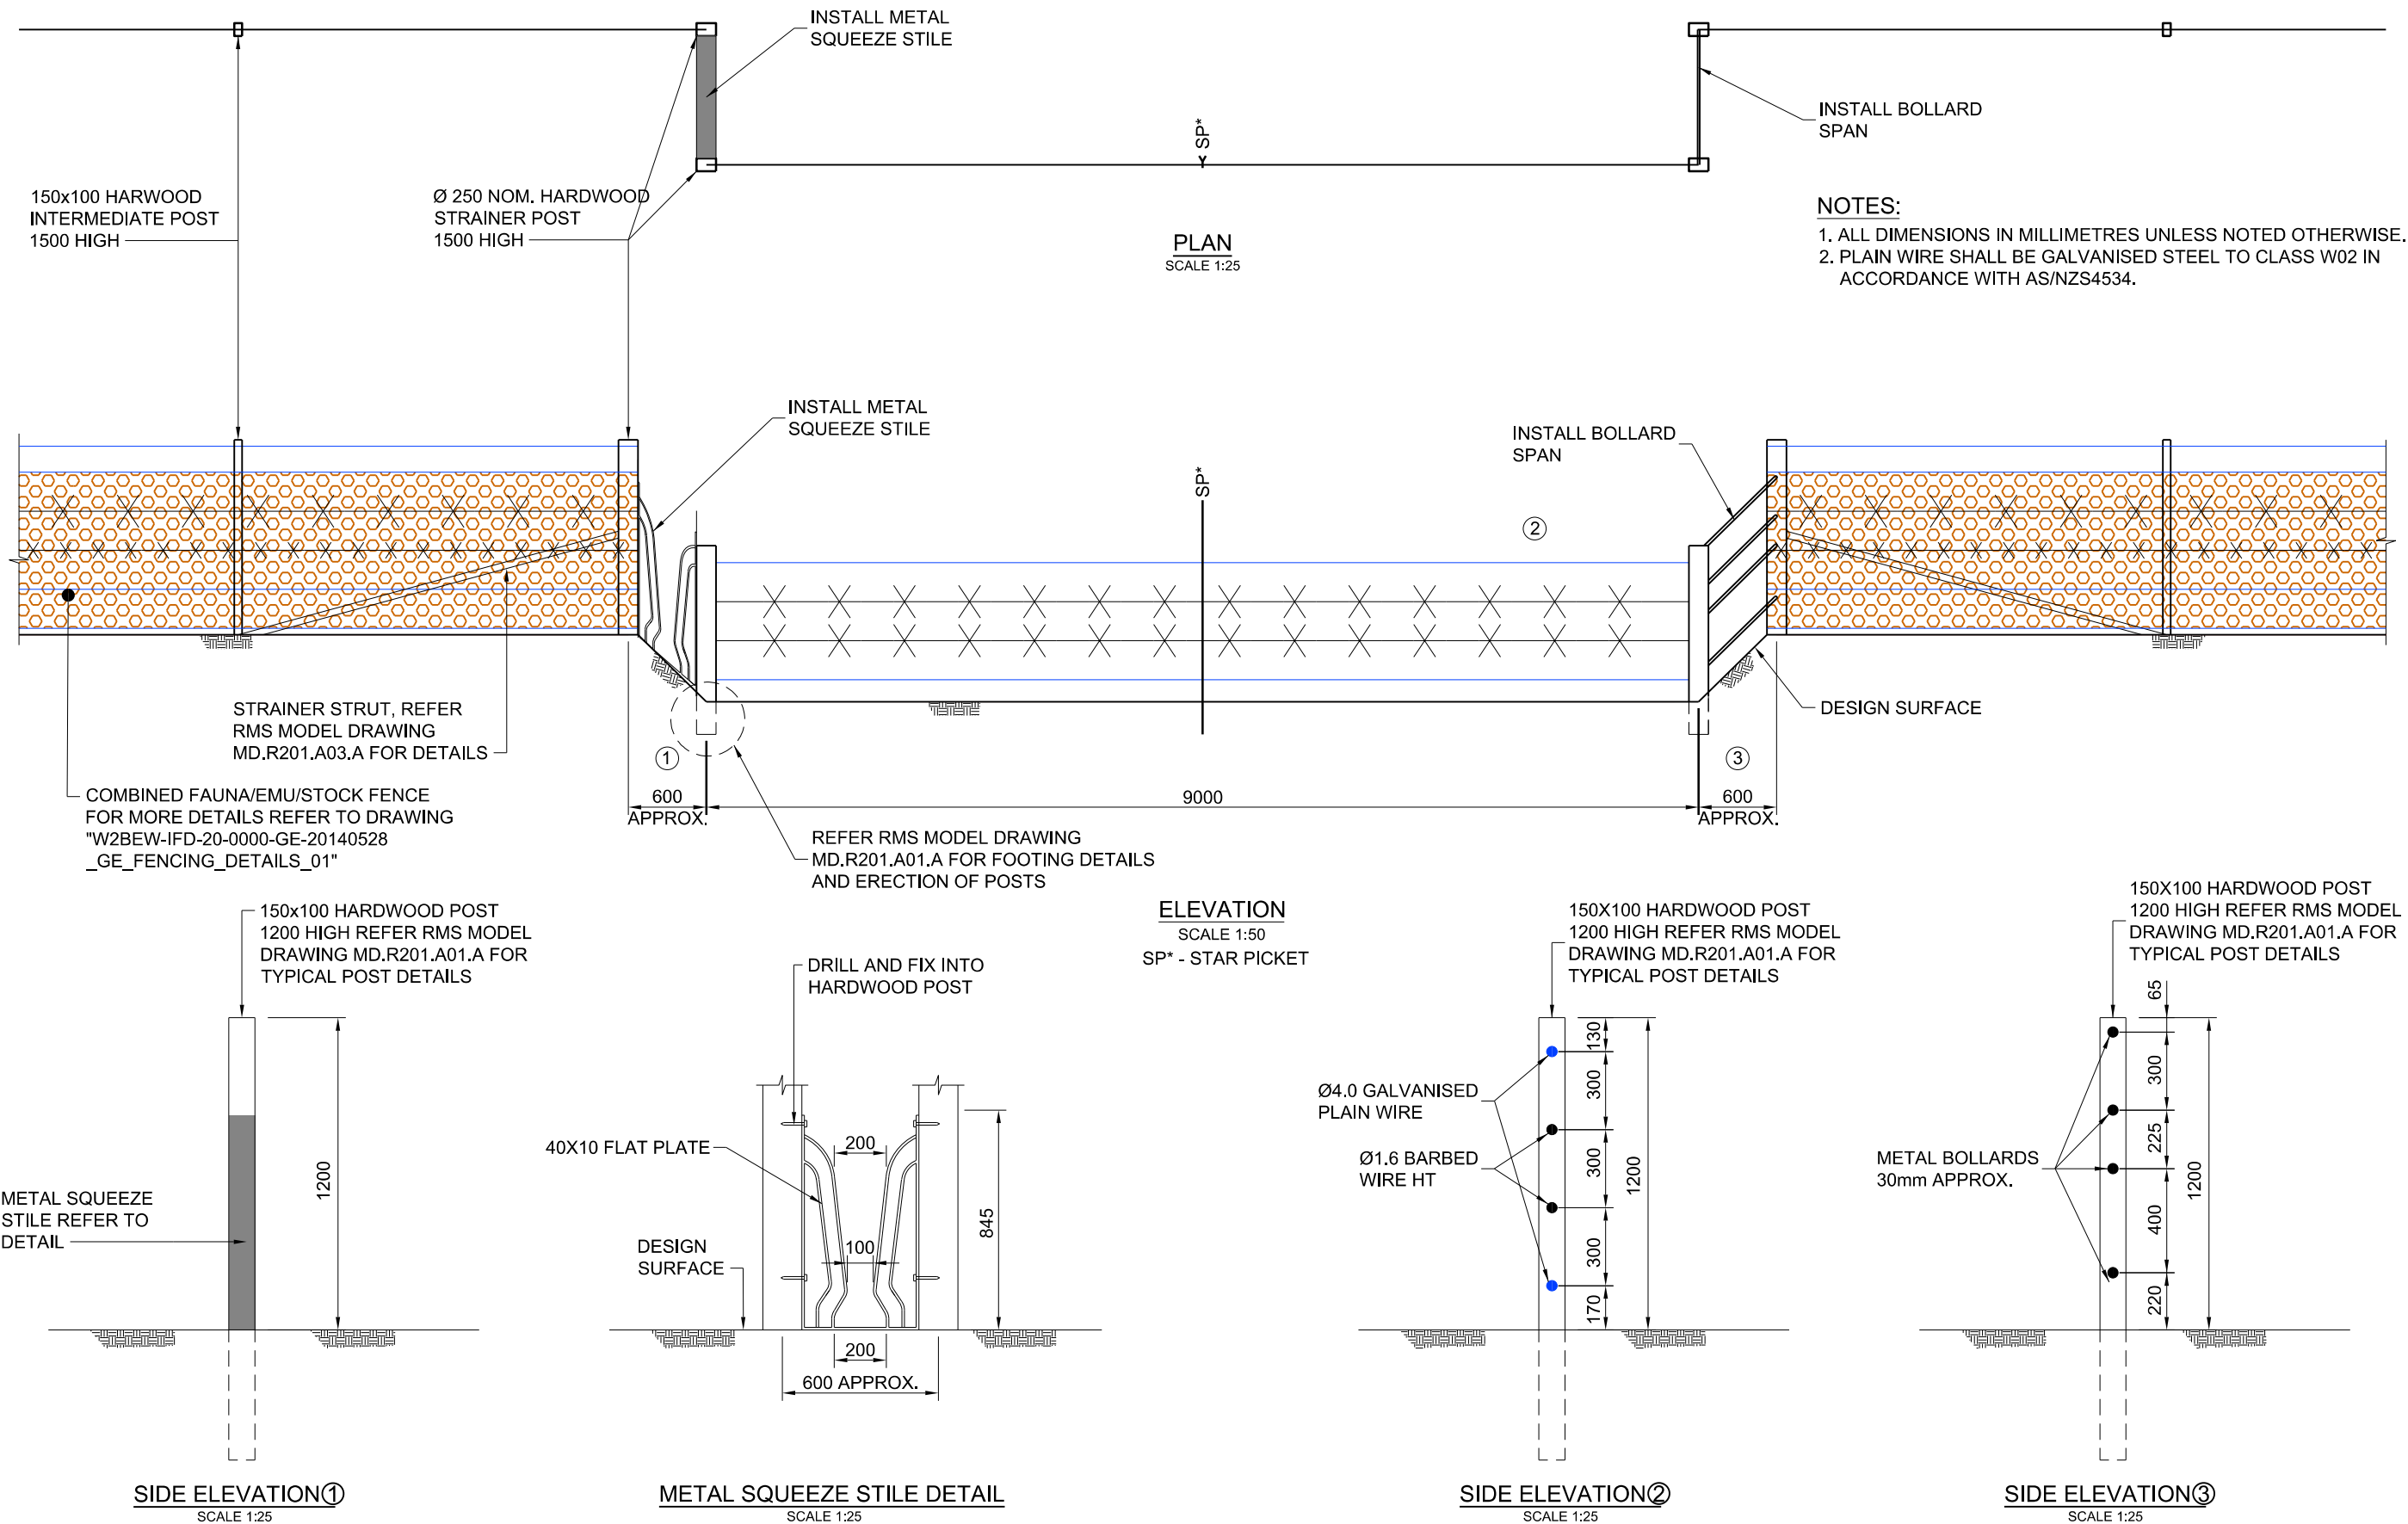 INSTALL METAL
SQUEEZE STILE
SP*
INSTALL BOLLARD
SPAN
150x100 HARWOOD
INTERMEDIATE POST
1500 HIGH
Ø 250 NOM. HARDWOOD
STRAINER POST
1500 HIGH
PLAN
SCALE 1:25
NOTES:
1. ALL DIMENSIONS IN MILLIMETRES UNLESS NOTED OTHERWISE.
2. PLAIN WIRE SHALL BE GALVANISED STEEL TO CLASS W02 IN
ACCORDANCE WITH AS/NZS4534.
INSTALL METAL
SQUEEZE STILE
SP*
INSTALL BOLLARD
SPAN
2
STRAINER STRUT, REFER
RMS MODEL DRAWING
MD.R201.A03.A FOR DETAILS
DESIGN SURFACE
1
3
COMBINED FAUNA/EMU/STOCK FENCE
FOR MORE DETAILS REFER TO DRAWING
"W2BEW-IFD-20-0000-GE-20140528
_GE_FENCING_DETAILS_01"
600
APPROX.
9000
600
APPROX.
REFER RMS MODEL DRAWING
MD.R201.A01.A FOR FOOTING DETAILS
AND ERECTION OF POSTS
ELEVATION
SCALE 1:50
SP* - STAR PICKET
150x100 HARDWOOD POST
1200 HIGH REFER RMS MODEL
DRAWING MD.R201.A01.A FOR
TYPICAL POST DETAILS
1200
METAL SQUEEZE
STILE REFER TO
DETAIL
SIDE ELEVATION①
SCALE 1:25
DRILL AND FIX INTO
HARDWOOD POST
40X10 FLAT PLATE
200
100
845
DESIGN
SURFACE
200
600 APPROX.
METAL SQUEEZE STILE DETAIL
SCALE 1:25
150X100 HARDWOOD POST
1200 HIGH REFER RMS MODEL
DRAWING MD.R201.A01.A FOR
TYPICAL POST DETAILS
Ø4.0 GALVANISED
PLAIN WIRE
Ø1.6 BARBED
WIRE HT
130
300
300
300
170
1200
SIDE ELEVATION②
SCALE 1:25
150X100 HARDWOOD POST
1200 HIGH REFER RMS MODEL
DRAWING MD.R201.A01.A FOR
TYPICAL POST DETAILS
METAL BOLLARDS
30mm APPROX.
65
300
225
400
220
1200
SIDE ELEVATION③
SCALE 1:25